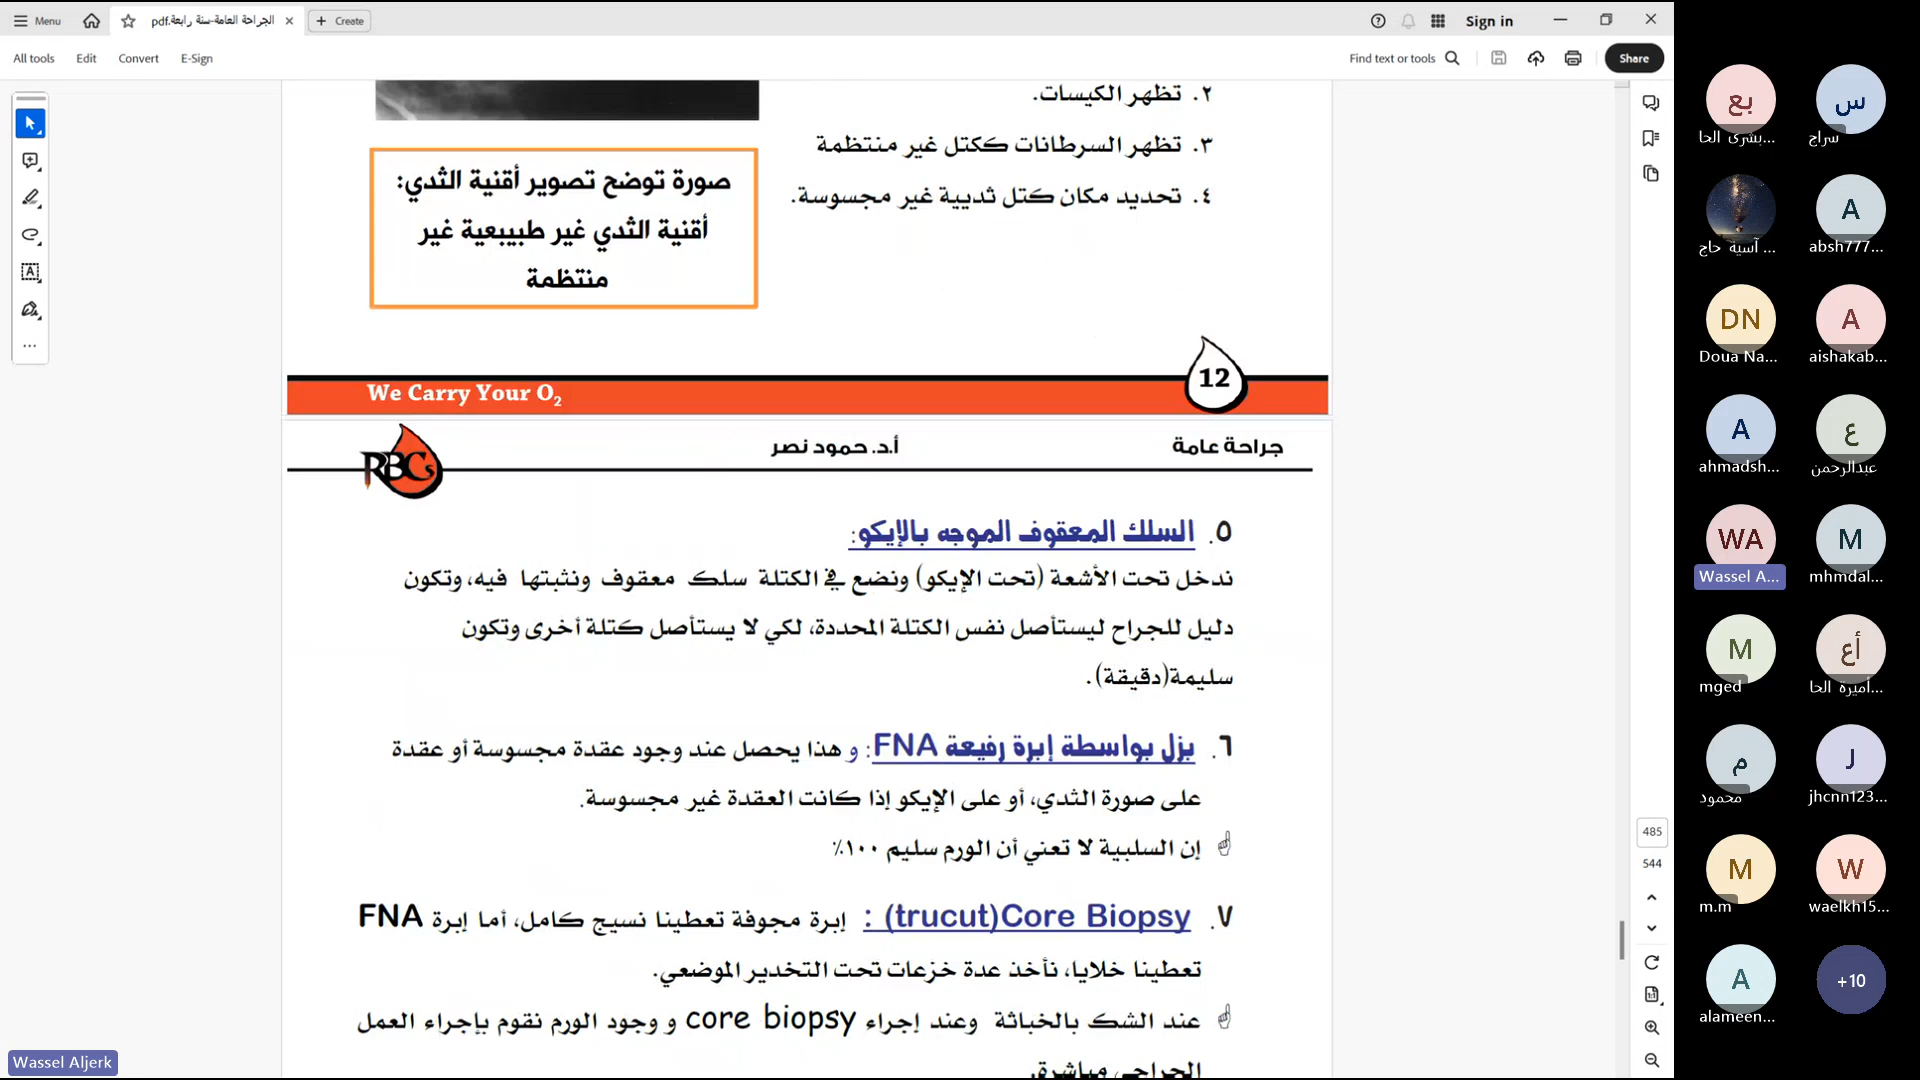 Menu
الجراحة العامة-سنة رابعة.pdf
Create
Sign in
All tools
Edit
Convert
E-Sign
Find text or tools
Share
٢. تظهر الكيسات.
٣. تظهر السرطانات ككتل غير منتظمة
٤. تحديد مكان كتل ثديية غير مجسوسة.
صورة توضح تصوير أقنية الثدي:
أقنية الثدي غير طبيبعية غير
منتظمة
We Carry Your O2
12
جراحة عامة
أ.د. حمود نصر
RBCs
٥. السلك المعقوف الموجه بالإيكو:
ندخل تحت الأشعة (تحت الإيكو) ونضع في الكتلة سلك معقوف ونثبتها فيه، وتكون
دليل للجراح ليستأصل نفس الكتلة المحددة، لكي لا يستأصل كتلة أخرى وتكون
سليمة(دقيقة).
٦. بزل بواسطة إبرة رفيعة FNA: و هذا يحصل عند وجود عقدة مجسوسة أو عقدة
على صورة الثدي، أو على الإيكو إذا كانت العقدة غير مجسوسة.
إن السلبية لا تعني أن الورم سليم ١٠٠٪
٧. Core Biopsy(trucut) : إبرة مجوفة تعطينا نسيج كامل، أما إبرة FNA
تعطينا خلايا، نأخذ عدة خزعات تحت التخدير الموضعي.
عند الشك بالخباثة وعند إجراء core biopsy و وجود الورم نقوم بإجراء العمل
الجراحي مباشرة.
485
544
بع
بشرى الحا...
س
سراج
آسية حاج ...
A
absh777...
DN
Doua Na...
A
aishakab...
A
ahmadsh...
ع
عبدالرحمن
WA
Wassel A...
M
mhmdal...
M
mged
أع
أميرة الحا...
م
محمود
J
jhcnn123...
M
m.m
W
waelkh15...
A
alameen...
+10
Wassel Aljerk